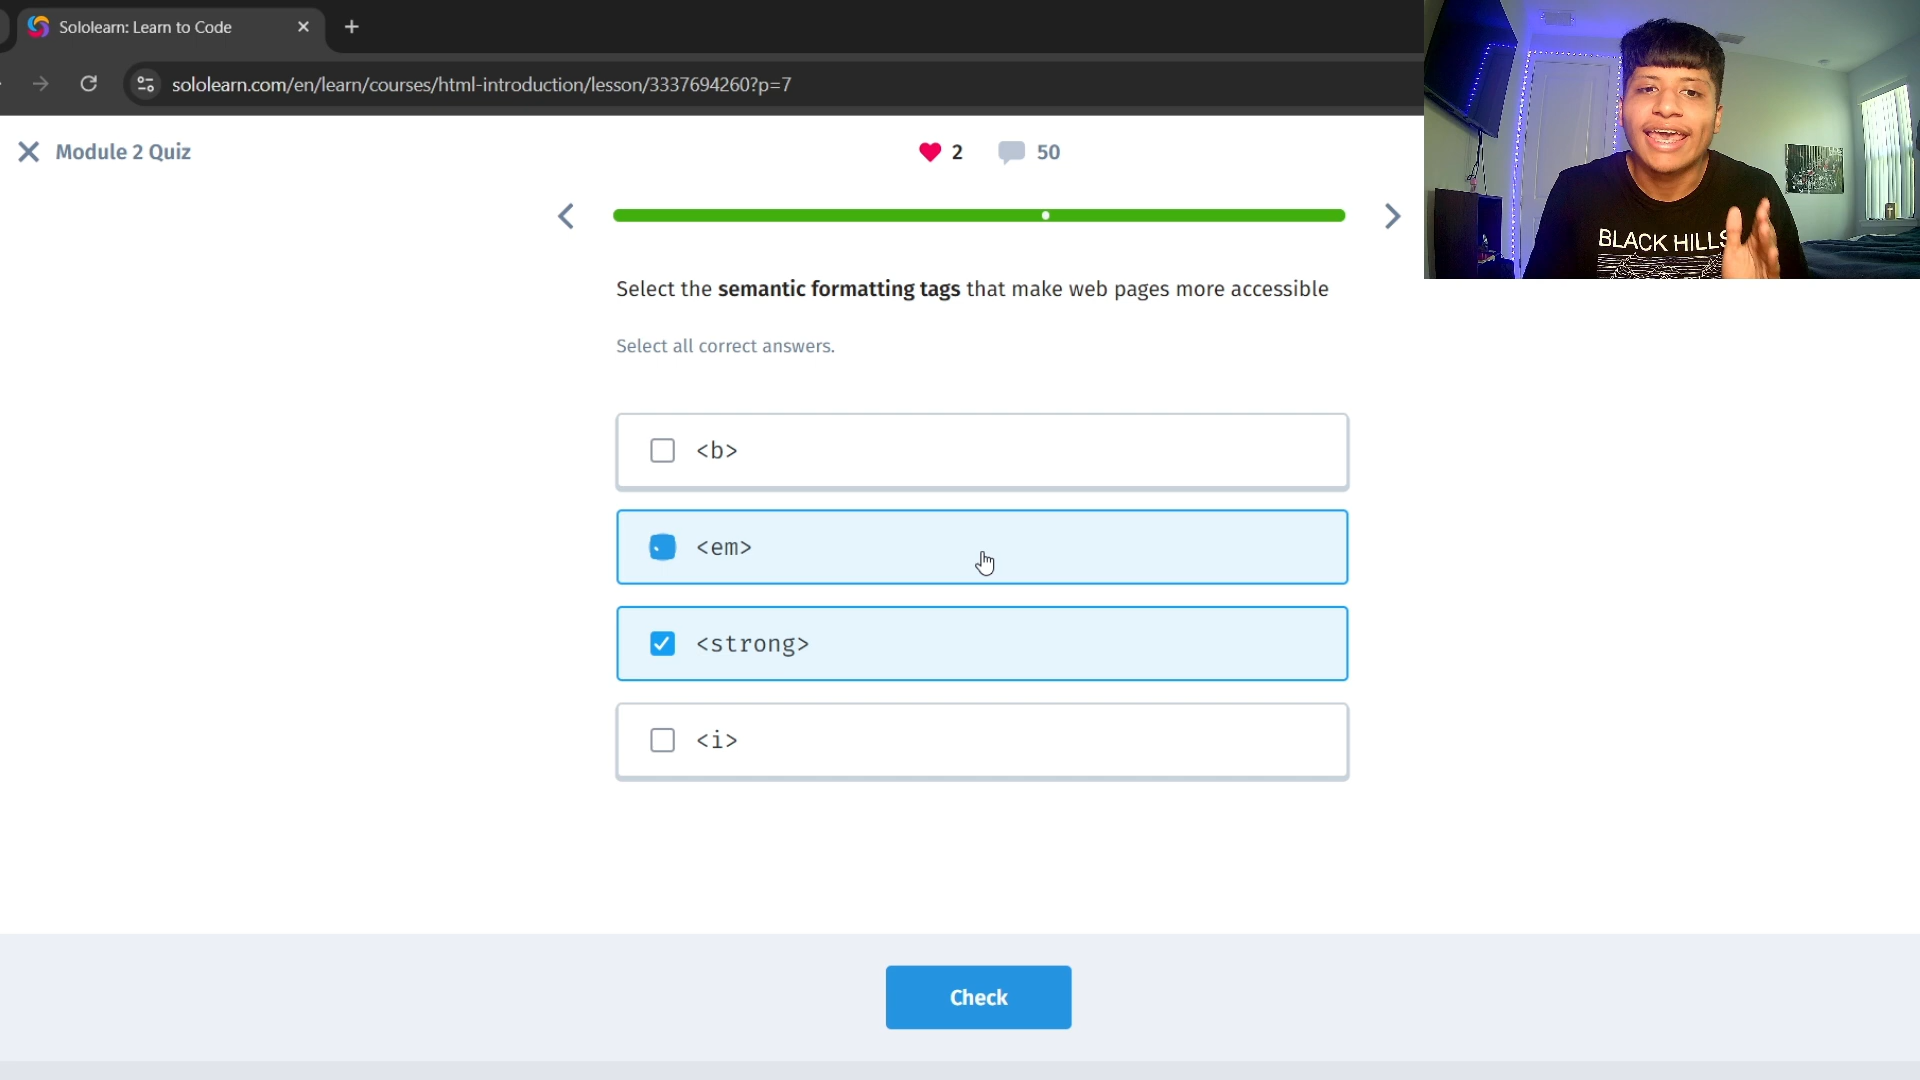 Sololearn: Learn to Code
sololearn.com/en/learn/courses/html-introduction/lesson/3337694260?p=7
Module 2 Quiz
2
50
BLACK HILLS
Select the semantic formatting tags that make web pages more accessible
Select all correct answers.
<b>
<em>
<strong>
<i>
Check